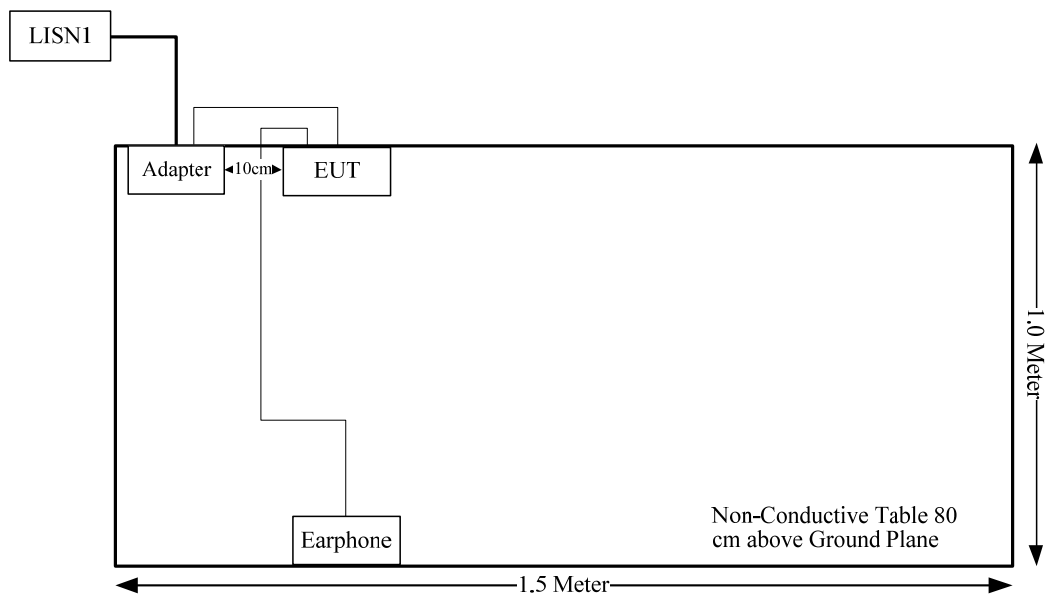 LISN1
Adapter
10cm
EUT
1.0 Meter
Earphone
Non-Conductive Table 80
cm above Ground Plane
1.5 Meter